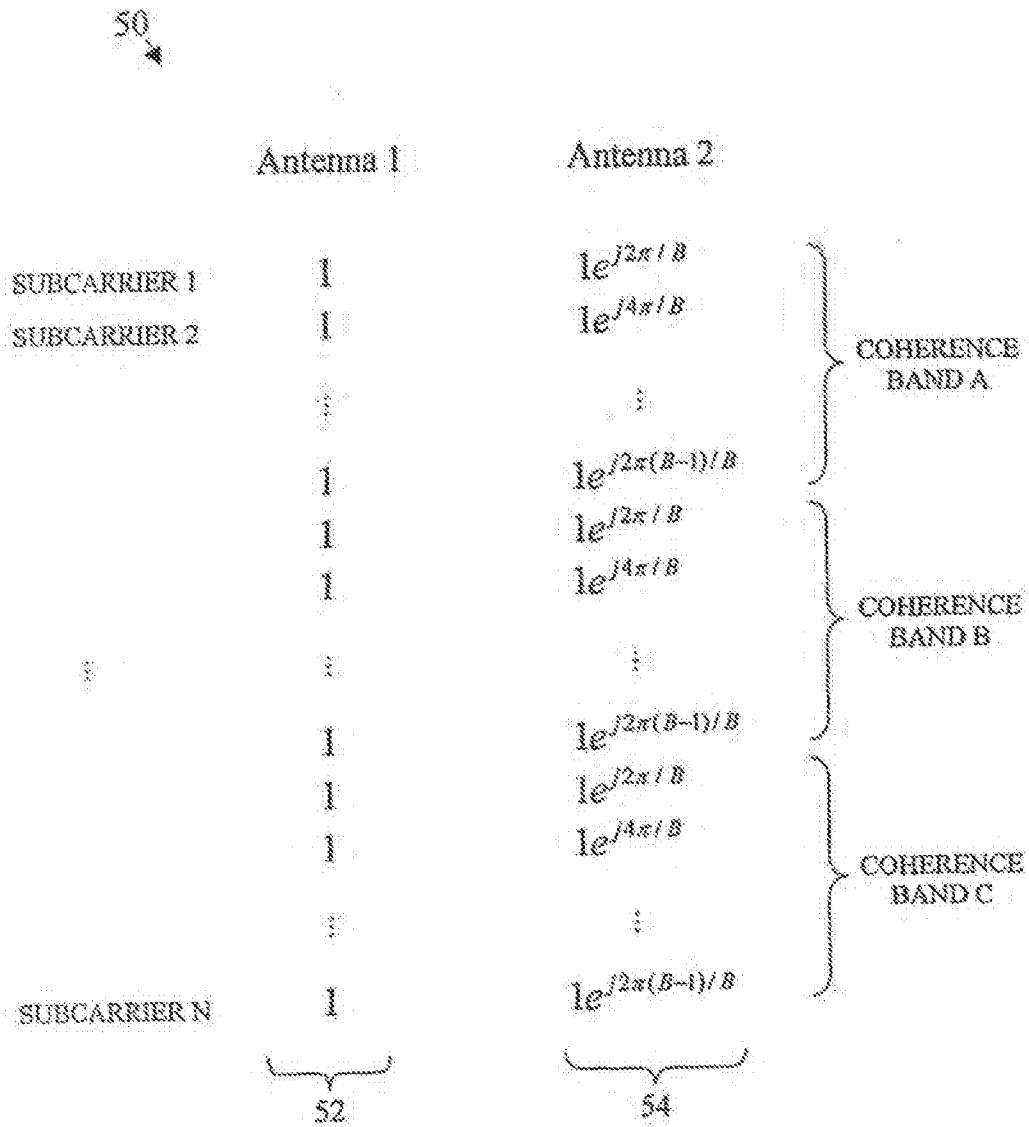 50
Antenna 1 Antenna 2
SUBCARRIER 1 1 1e^{j2π/B}
SUBCARRIER 2 1 1e^{j4π/B}
⋮ ⋮
COHERENCE
BAND A
1 1e^{j2π(B-1)/B}
1 1e^{j2π/B}
1 1e^{j4π/B}
COHERENCE
BAND B
⋮ ⋮ ⋮
1 1e^{j2π(B-1)/B}
1 1e^{j2π/B}
1 1e^{j4π/B}
COHERENCE
BAND C
⋮ ⋮
SUBCARRIER N 1 1e^{j2π(B-1)/B}
52 54